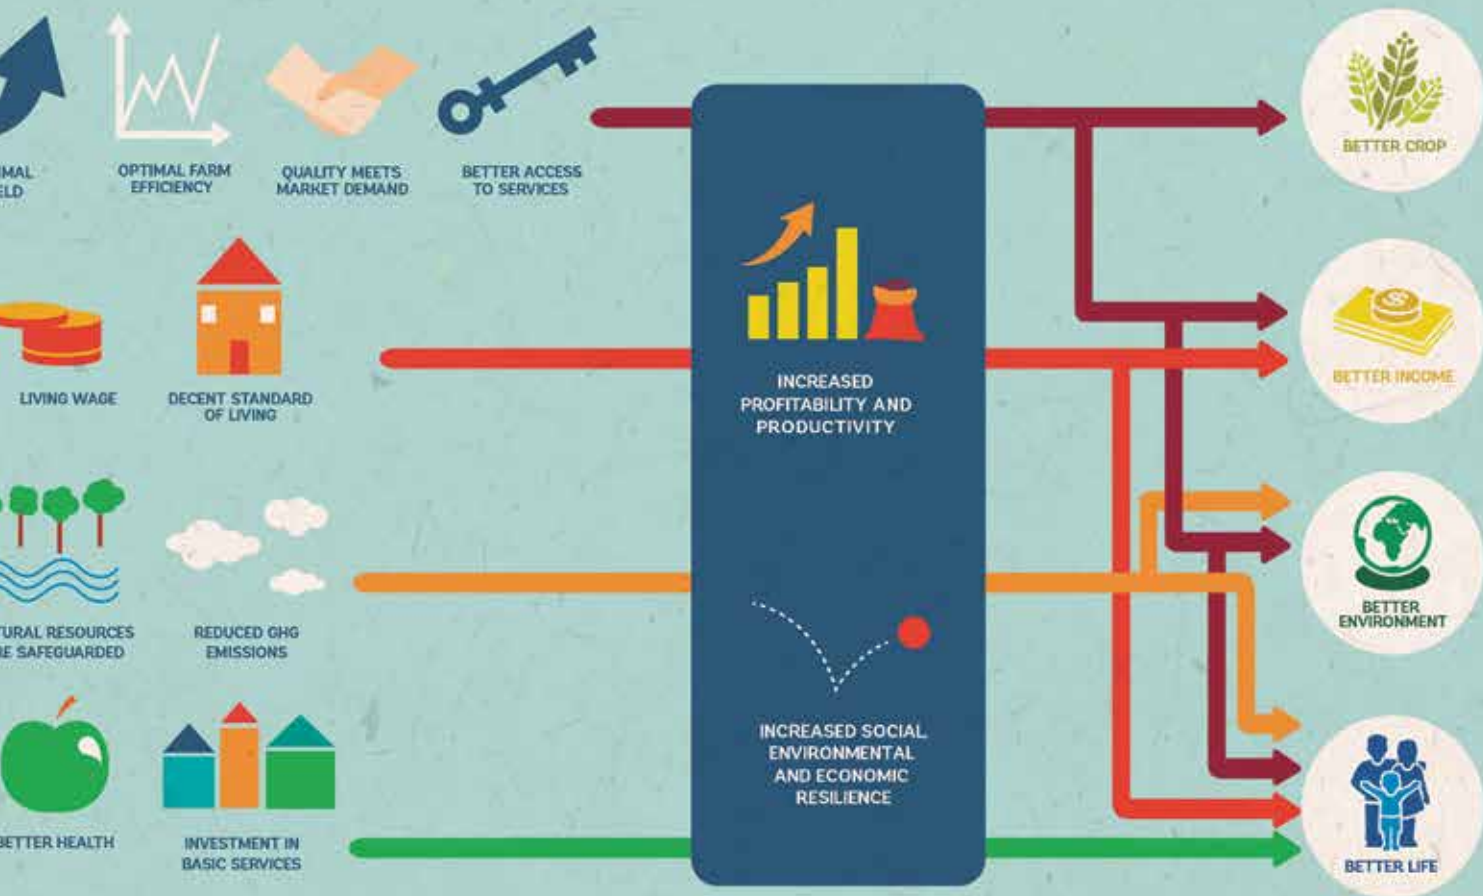 OPTIMAL FARM
EFFICIENCY
QUALITY MEETS
MARKET DEMAND
BETTER ACCESS
TO SERVICES
BETTER CROP
LIVING WAGE
DECENT STANDARD
OF LIVING
INCREASED
PROFITABILITY AND
PRODUCTIVITY
BETTER INCOME
RESOURCES
SAFEGUARDED
REDUCED GHG
EMISSIONS
BETTER
ENVIRONMENT
INCREASED SOCIAL
ENVIRONMENTAL
AND ECONOMIC
RESILIENCE
BETTER HEALTH
INVESTMENT IN
BASIC SERVICES
BETTER LIFE